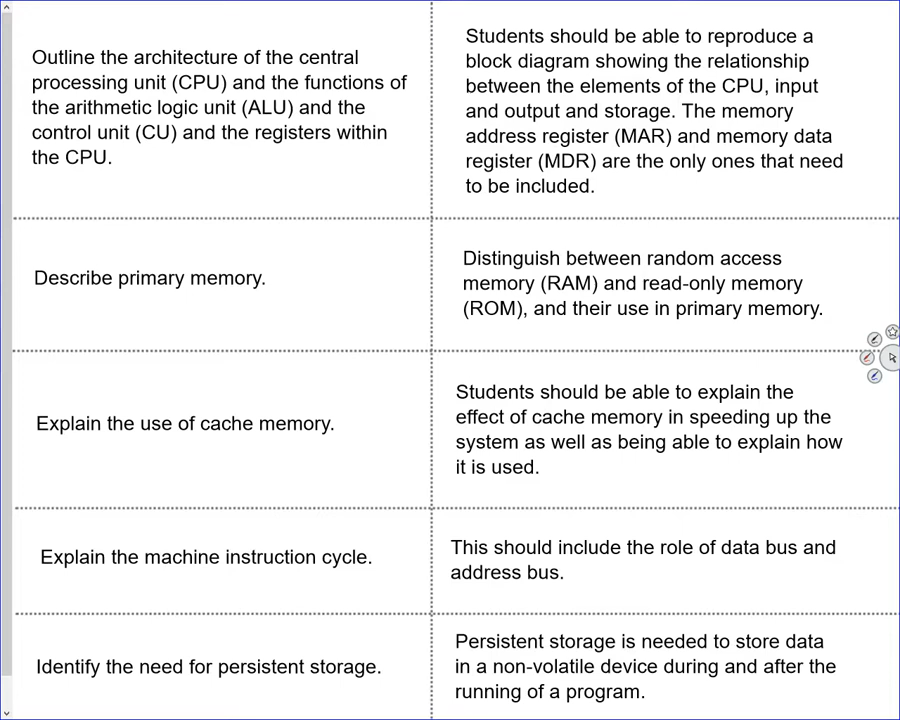 Outline the architecture of the central
processing unit (CPU) and the functions of
the arithmetic logic unit (ALU) and the
control unit (CU) and the registers within
the CPU.
Students should be able to reproduce a
block diagram showing the relationship
between the elements of the CPU, input
and output and storage. The memory
address register (MAR) and memory data
register (MDR) are the only ones that need
to be included.
Describe primary memory.
Distinguish between random access
memory (RAM) and read-only memory
(ROM), and their use in primary memory.
Explain the use of cache memory.
Students should be able to explain the
effect of cache memory in speeding up the
system as well as being able to explain how
it is used.
Explain the machine instruction cycle.
This should include the role of data bus and
address bus.
Identify the need for persistent storage.
Persistent storage is needed to store data
in a non-volatile device during and after the
running of a program.